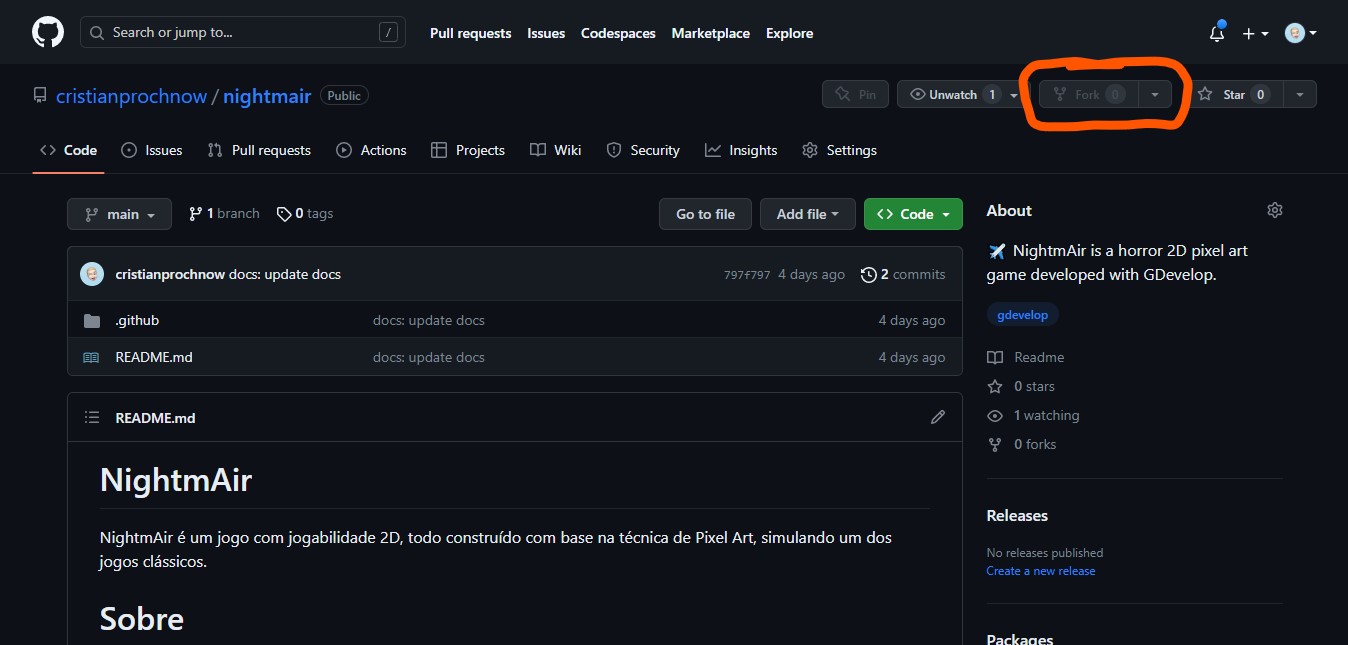 Search or jump to... / Pull requests Issues Codespaces Marketplace Explore
cristianprochnow / nightmair Public Pin Unwatch 1 Fork 0 Star 0
Code Issues Pull requests Actions Projects Wiki Security Insights Settings
main 1 branch 0 tags Go to file Add file Code
cristianprochnow docs: update docs 797f797 4 days ago 2 commits
.github docs: update docs 4 days ago
README.md docs: update docs 4 days ago
README.md
NightmAir
NightmAir é um jogo com jogabilidade 2D, todo construído com base na técnica de Pixel Art, simulando um dos
jogos clássicos.
Sobre
About
NightmAir is a horror 2D pixel art
game developed with GDevelop.
gdevelop
Readme
0 stars
1 watching
0 forks
Releases
No releases published
Create a new release
Packages